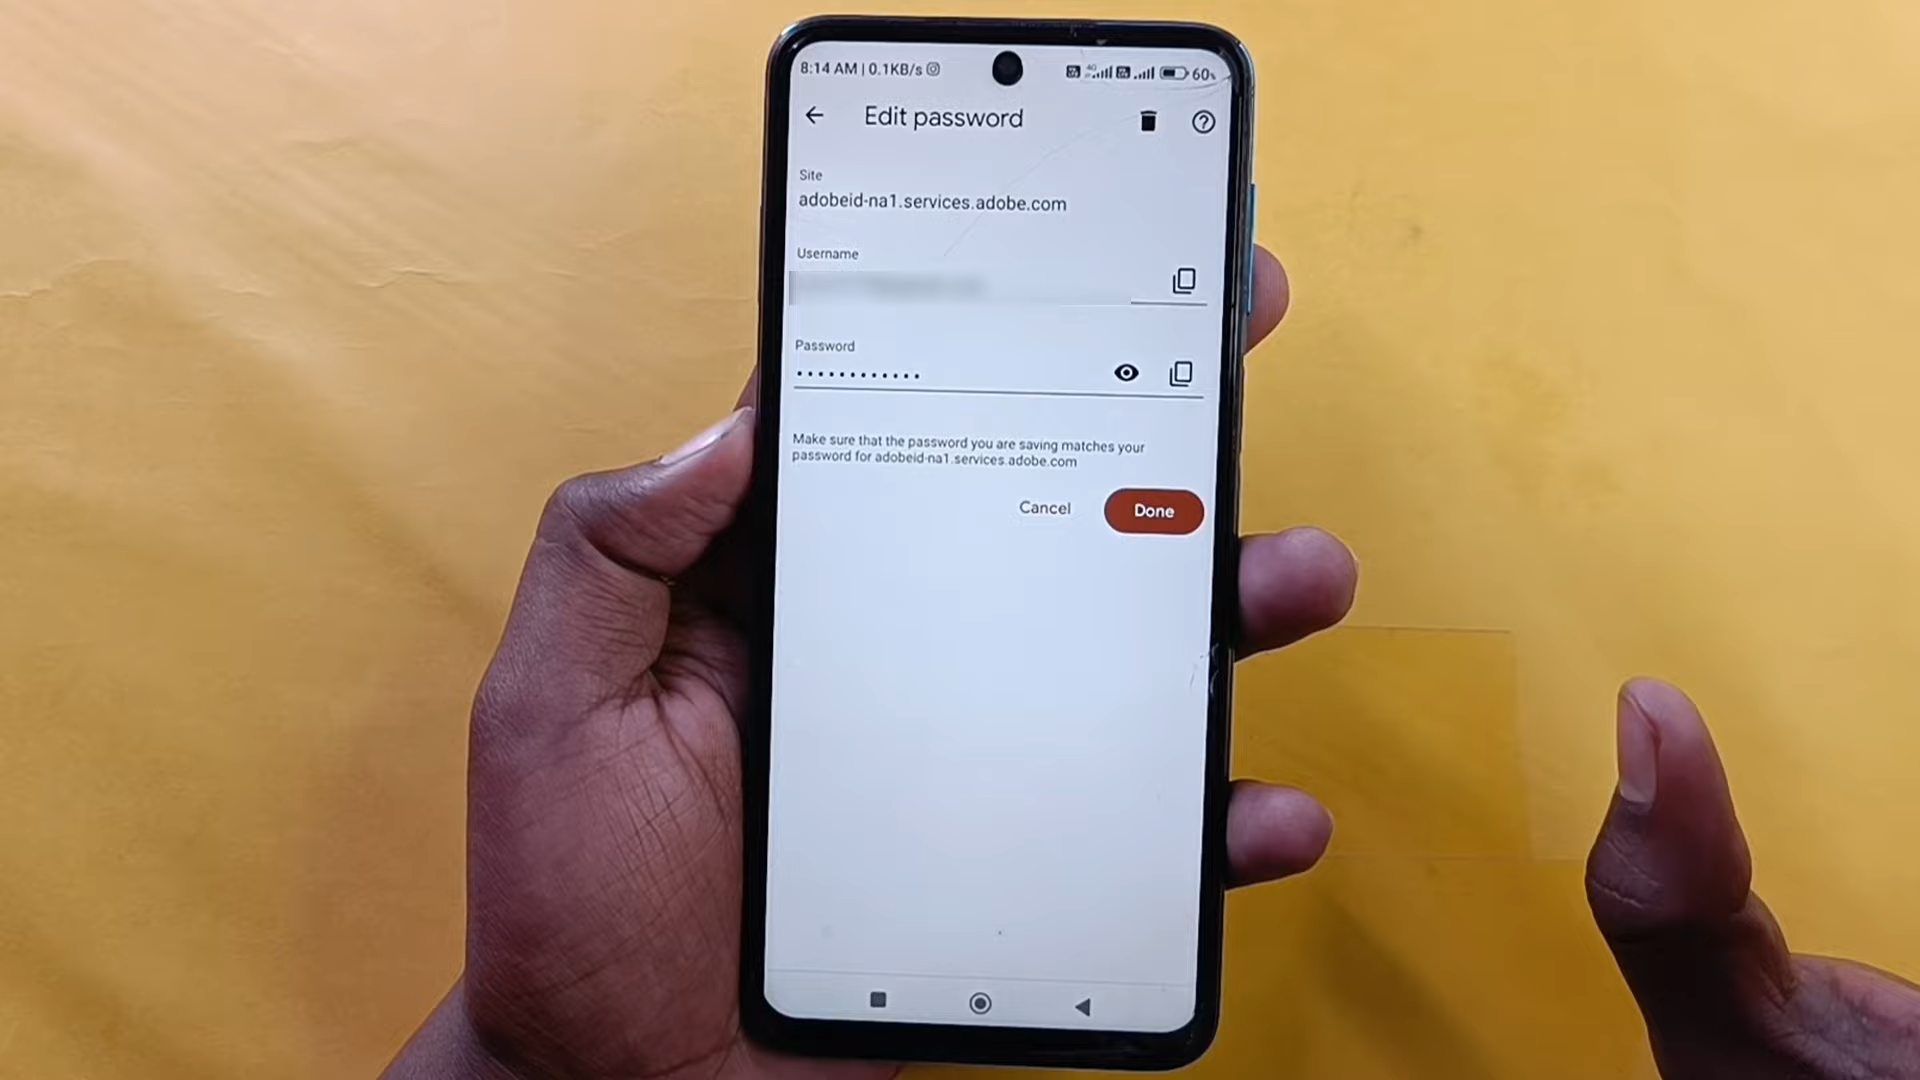 8:14 AM | 0.1KB/s 4G 60%
Edit password
Site
adobeid-na1.services.adobe.com
Username
Password
Make sure that the password you are saving matches your
password for adobeid-na1.services.adobe.com
Cancel Done